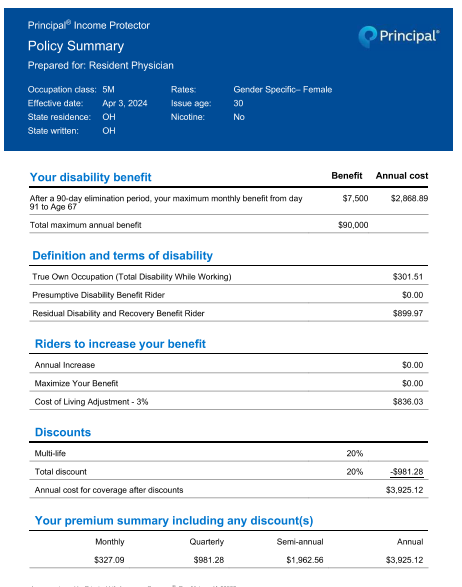 Principal® Income Protector
Principal®
Policy Summary
Prepared for: Resident Physician
Occupation class: 5M Rates: Gender Specific– Female
Effective date: Apr 3, 2024 Issue age: 30
State residence: OH Nicotine: No
State written: OH
Your disability benefit Benefit Annual cost
After a 90-day elimination period, your maximum monthly benefit from day $7,500 $2,868.89
91 to Age 67
Total maximum annual benefit $90,000
Definition and terms of disability
True Own Occupation (Total Disability While Working) $301.51
Presumptive Disability Benefit Rider $0.00
Residual Disability and Recovery Benefit Rider $899.97
Riders to increase your benefit
Annual Increase $0.00
Maximize Your Benefit $0.00
Cost of Living Adjustment - 3% $836.03
Discounts
Multi-life 20%
Total discount 20% -$981.28
Annual cost for coverage after discounts $3,925.12
Your premium summary including any discount(s)
Monthly Quarterly Semi-annual Annual
$327.09 $981.28 $1,962.56 $3,925.12